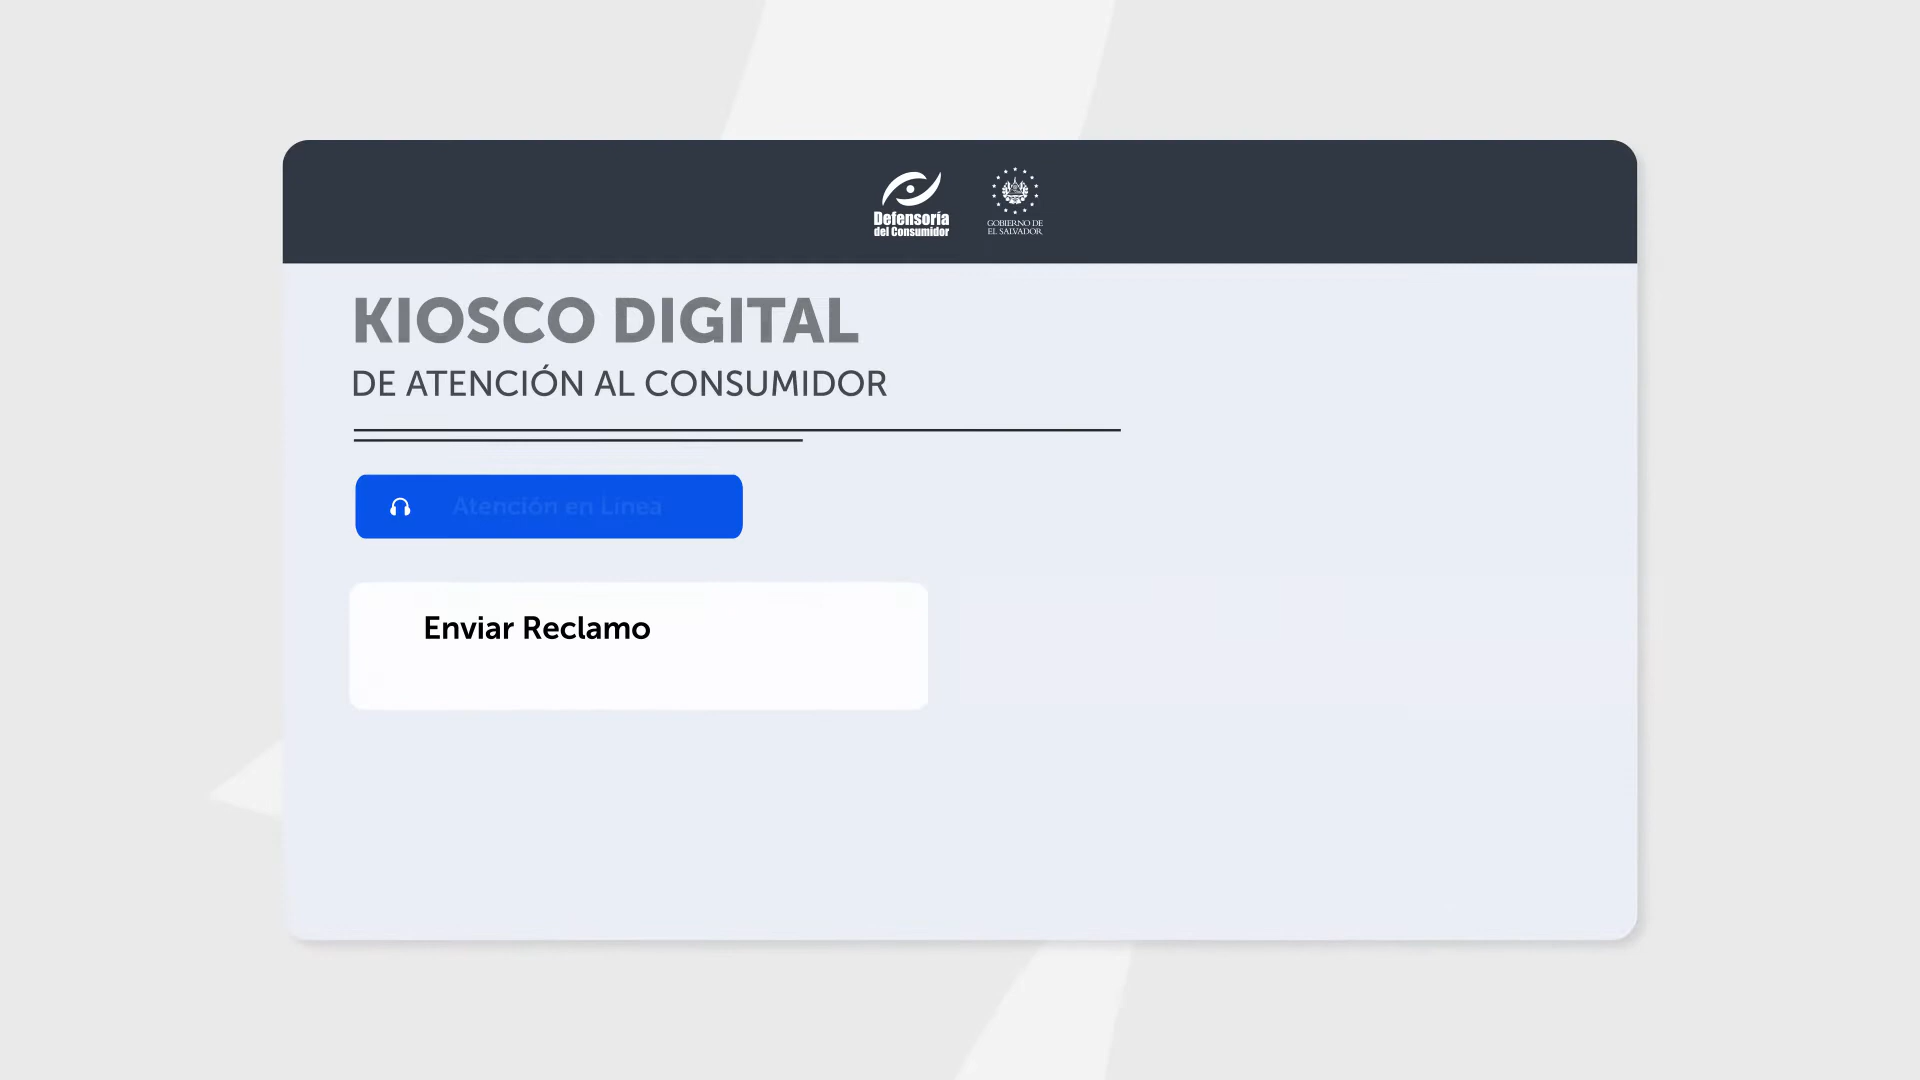 Defensoría
del Consumidor
GOBIERNO DE
EL SALVADOR
KIOSCO DIGITAL
DE ATENCIÓN AL CONSUMIDOR
Atención en Línea
Enviar Reclamo